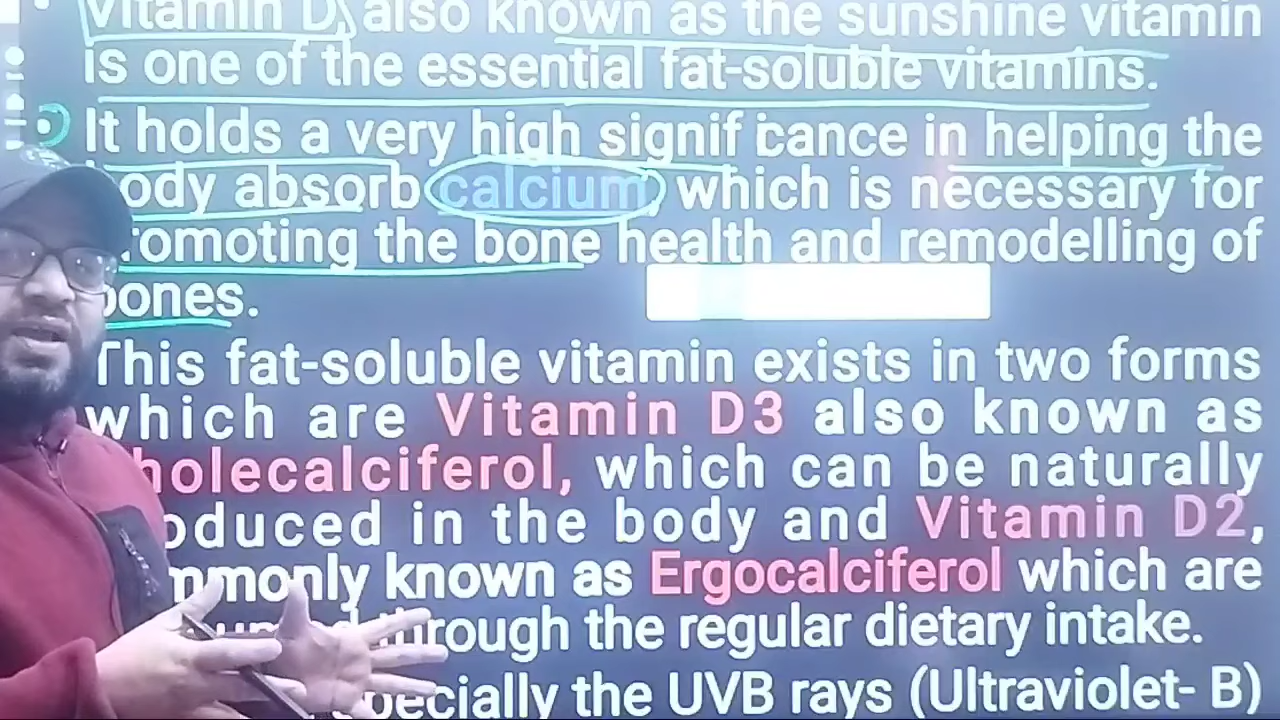 Vitamin D, also known as the sunshine vitamin
is one of the essential fat-soluble vitamins.
It holds a very high signif icance in helping the
body absorb calcium, which is necessary for
promoting the bone health and remodelling of
bones.
This fat-soluble vitamin exists in two forms
which are Vitamin D3 also known as
holecalciferol, which can be naturally
oduced in the body and Vitamin D2,
mmonly known as Ergocalciferol which are
through the regular dietary intake.
pecially the UVB rays (Ultraviolet- B)